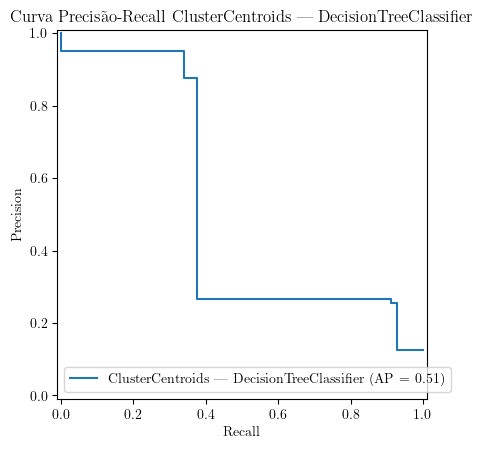 Curva Precisão-Recall ClusterCentroids — DecisionTreeClassifier
1.0
0.8
0.6
0.4
0.2
0.0
Precision
ClusterCentroids — DecisionTreeClassifier (AP = 0.51)
0.0 0.2 0.4 0.6 0.8 1.0
Recall